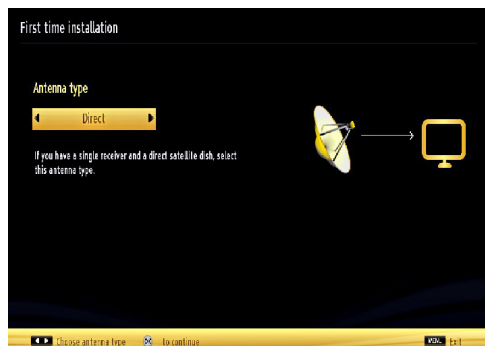 First time installation
Antenna type
Direct
If you have a single receiver and a direct satellite dish, select
this antenna type.
Choose antenna type OK to continue MENU Exit